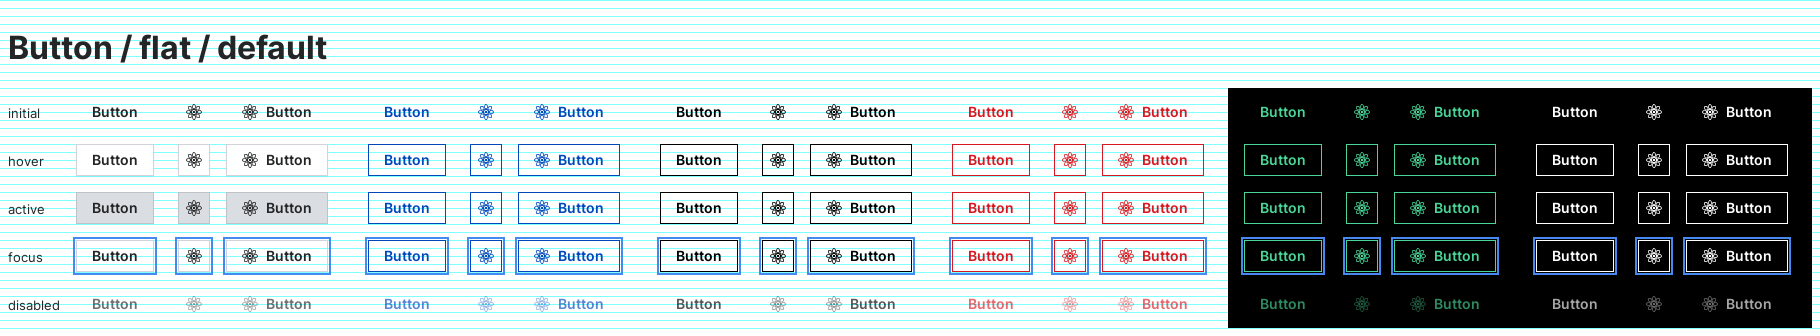 Button / flat / default
initial Button Button Button Button Button Button Button Button Button Button Button Button
hover Button Button Button Button Button Button Button Button Button Button Button Button
active Button Button Button Button Button Button Button Button Button Button Button Button
focus Button Button Button Button Button Button Button Button Button Button Button Button
disabled Button Button Button Button Button Button Button Button Button Button Button Button